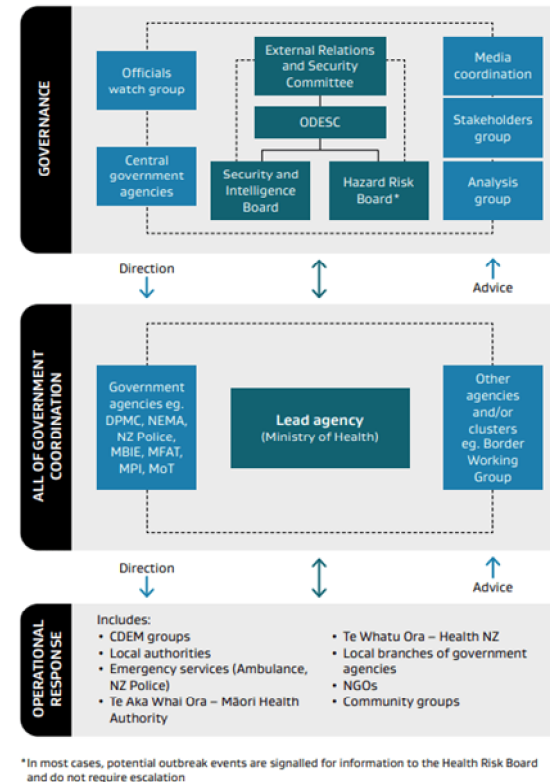 GOVERNANCE
Officials
watch group
Central
government
agencies
External Relations
and Security
Committee
ODESC
Security and
Intelligence
Board
Hazard Risk
Board*
Media
coordination
Stakeholders
group
Analysis
group
Direction
Advice
ALL OF GOVERNMENT
COORDINATION
Government
agencies eg.
DPMC, NEMA,
NZ Police,
MBIE, MFAT,
MPI, MoT
Lead agency
(Ministry of Health)
Other
agencies
and/or
clusters
eg. Border
Working
Group
Direction
Advice
OPERATIONAL
RESPONSE
Includes:
• CDEM groups
• Local authorities
• Emergency services (Ambulance,
NZ Police)
• Te Aka Whai Ora – Māori Health
Authority
• Te Whatu Ora – Health NZ
• Local branches of government
agencies
• NGOs
• Community groups
*In most cases, potential outbreak events are signalled for information to the Health Risk Board
and do not require escalation